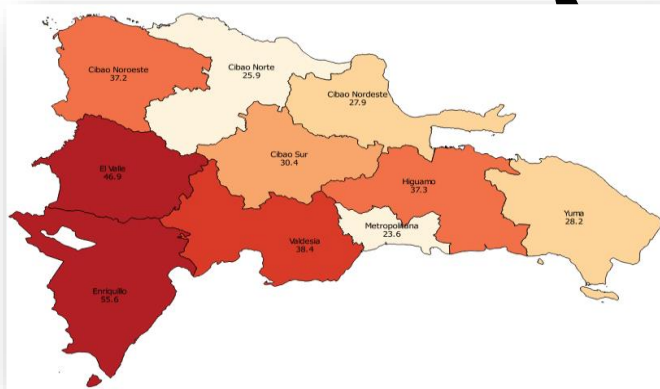 Cibao Noroeste
37.2
Cibao Norte
25.9
Cibao Nordeste
27.9
El Valle
46.9
Cibao Sur
30.4
Higuamo
37.3
Yuma
28.2
Metropolitana
23.6
Valdesia
38.4
Enriquillo
55.6